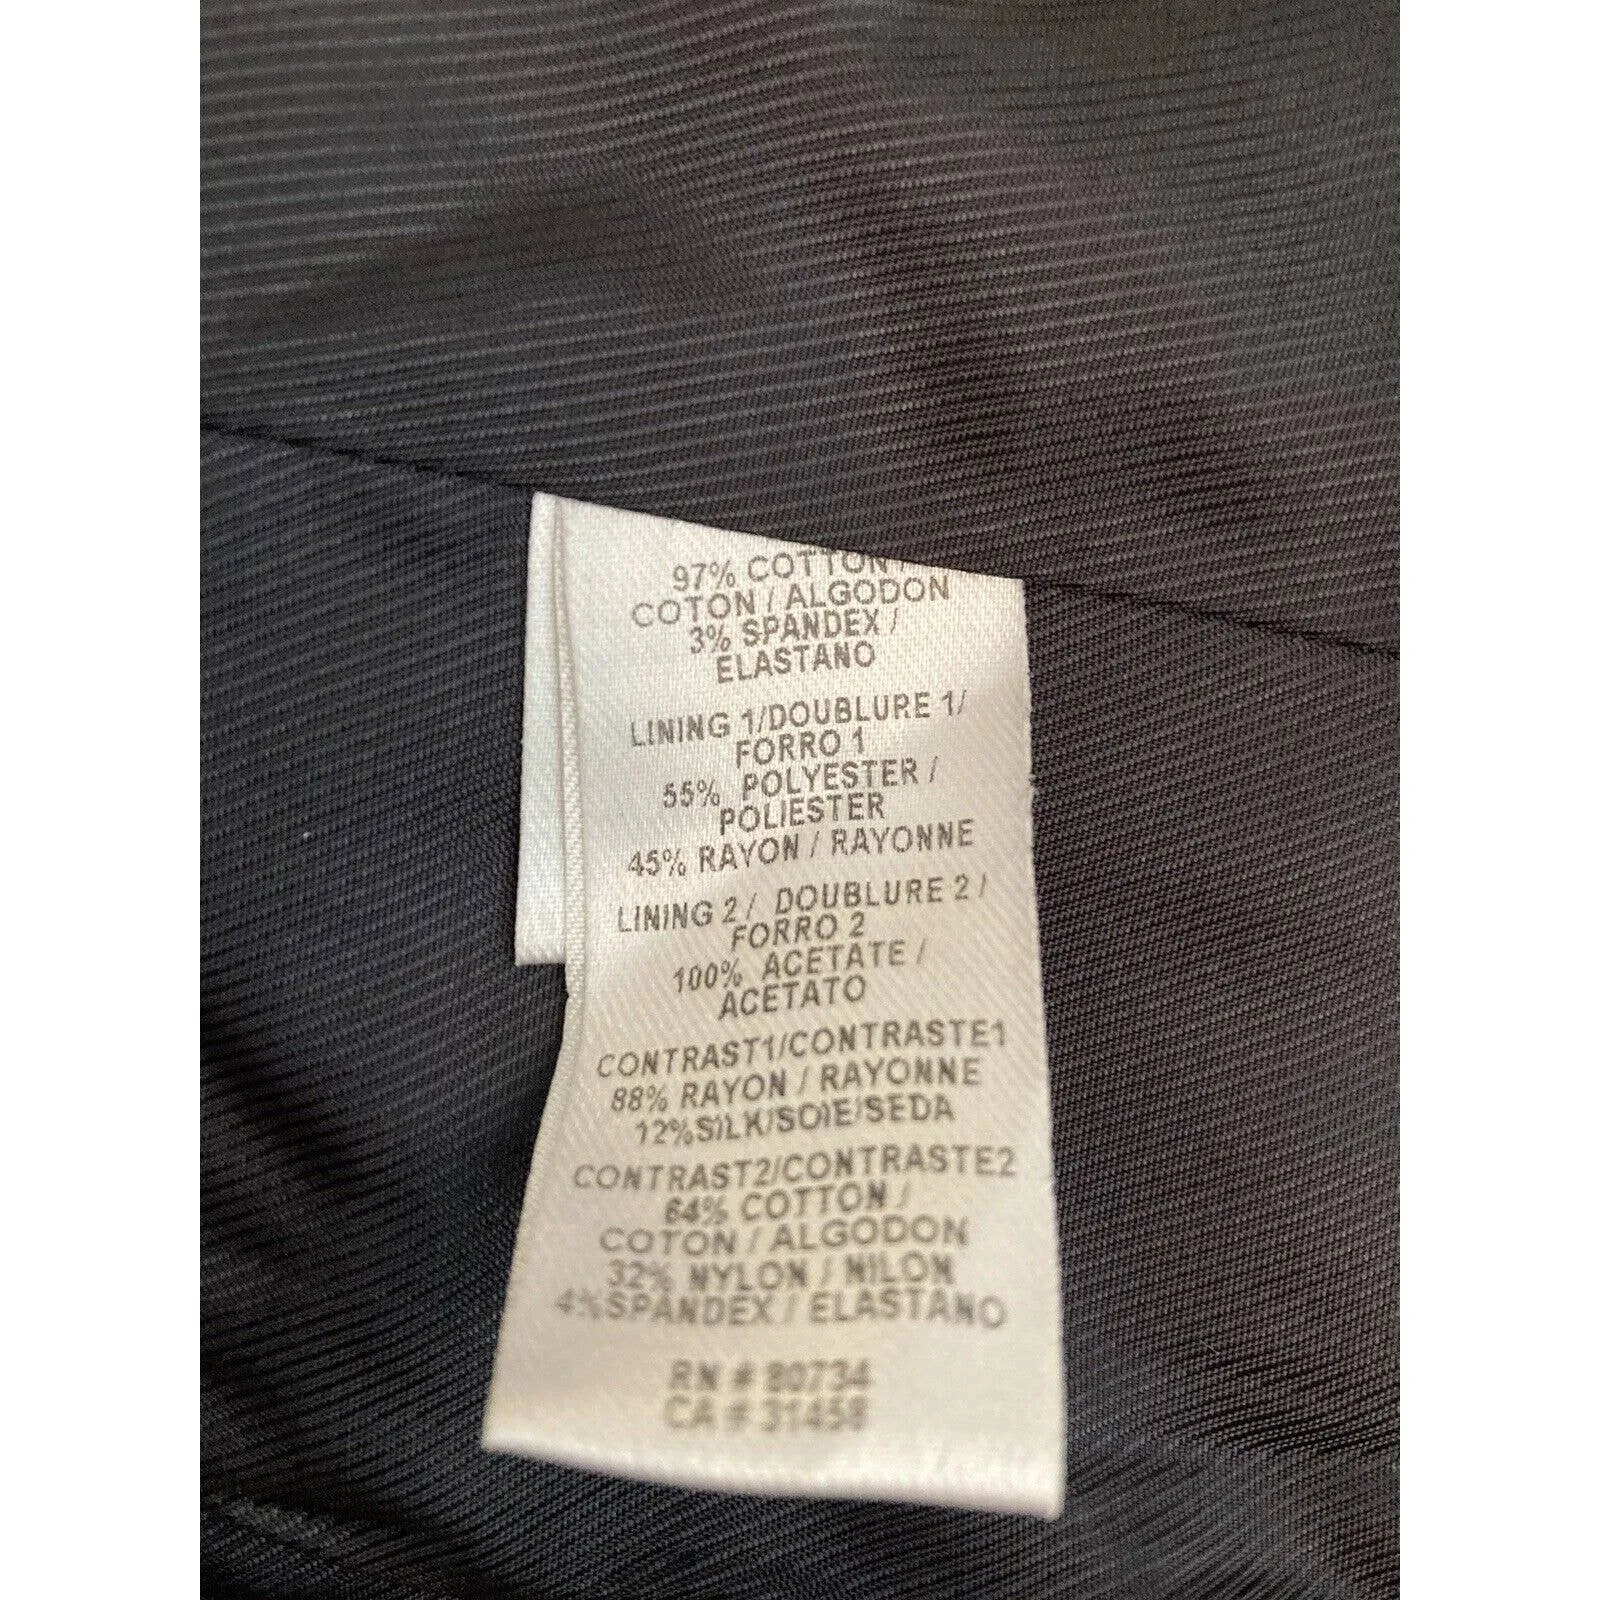 97% COTTON /
COTON / ALGODON
3% SPANDEX /
ELASTANO
LINING 1/DOUBLURE 1/
FORRO 1
55% POLYESTER /
POLIESTER
45% RAYON / RAYONNE
LINING 2 / DOUBLURE 2 /
FORRO 2
100% ACETATE /
ACETATO
CONTRAST1/CONTRASTE1
88% RAYON / RAYONNE
12%SILK/SOIE/SEDA
CONTRAST2/CONTRASTE2
64% COTTON /
COTON / ALGODON
32% NYLON / NILON
4%SPANDEX / ELASTANO
RN # 80734
CA # 31458